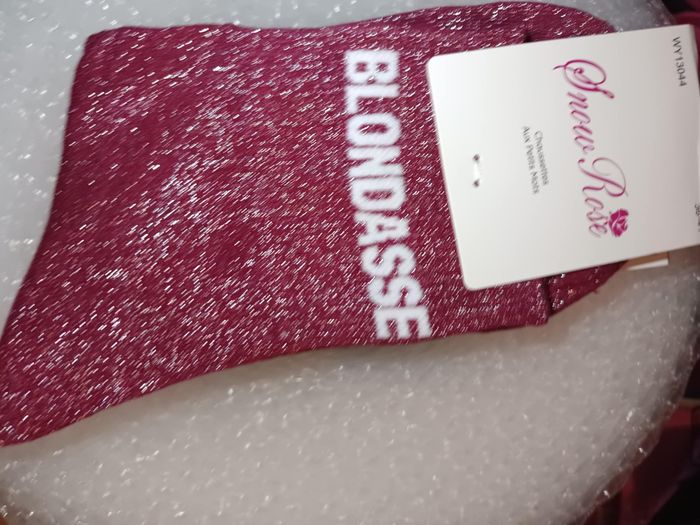 BLONDASSE
WY13044
Snow Rose
Chaussettes
Aux Petits Mots